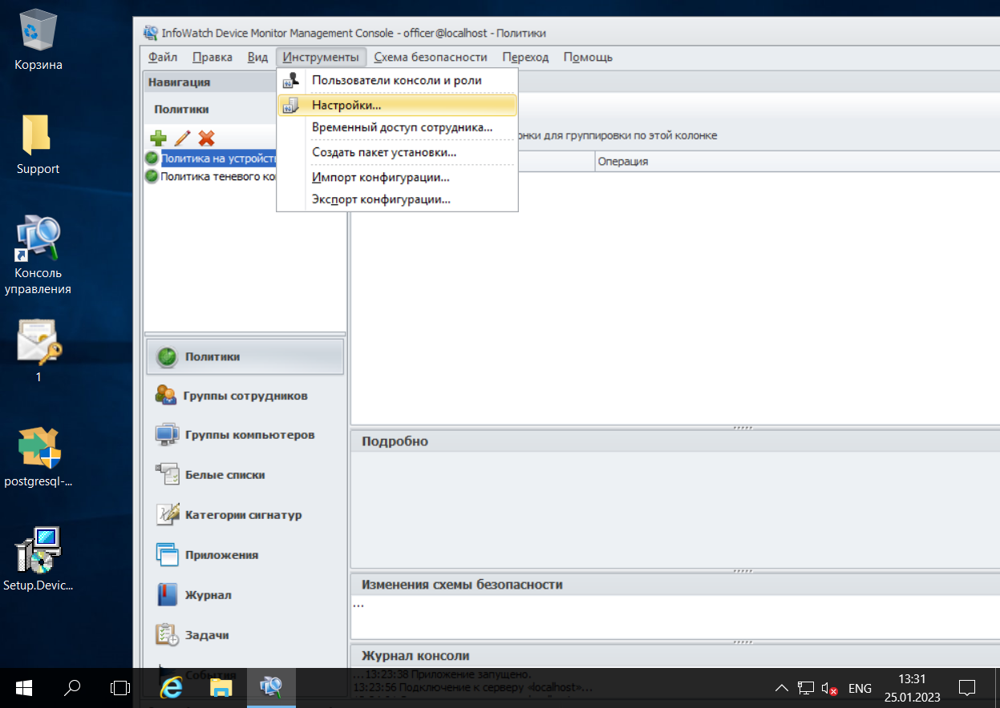 Корзина
Support
Консоль
управления
1
postgresql-...
Setup.Devic...
InfoWatch Device Monitor Management Console - officer@localhost - Политики
Файл Правка Вид Инструменты Схема безопасности Переход Помощь
Навигация
Политики
Политика на устройст
Политика теневого ко
Пользователи консоли и роли
Настройки...
Временный доступ сотрудника...
Создать пакет установки...
Импорт конфигурации...
Экспорт конфигурации...
онки для группировки по этой колонке
Операция
Политики
Группы сотрудников
Группы компьютеров
Белые списки
Категории сигнатур
Приложения
Журнал
Задачи
События
Подробно
Изменения схемы безопасности
...
Журнал консоли
...13:23:38 Приложение запущено.
13:23:56 Подключение к серверу «localhost»...
ENG
13:31
25.01.2023